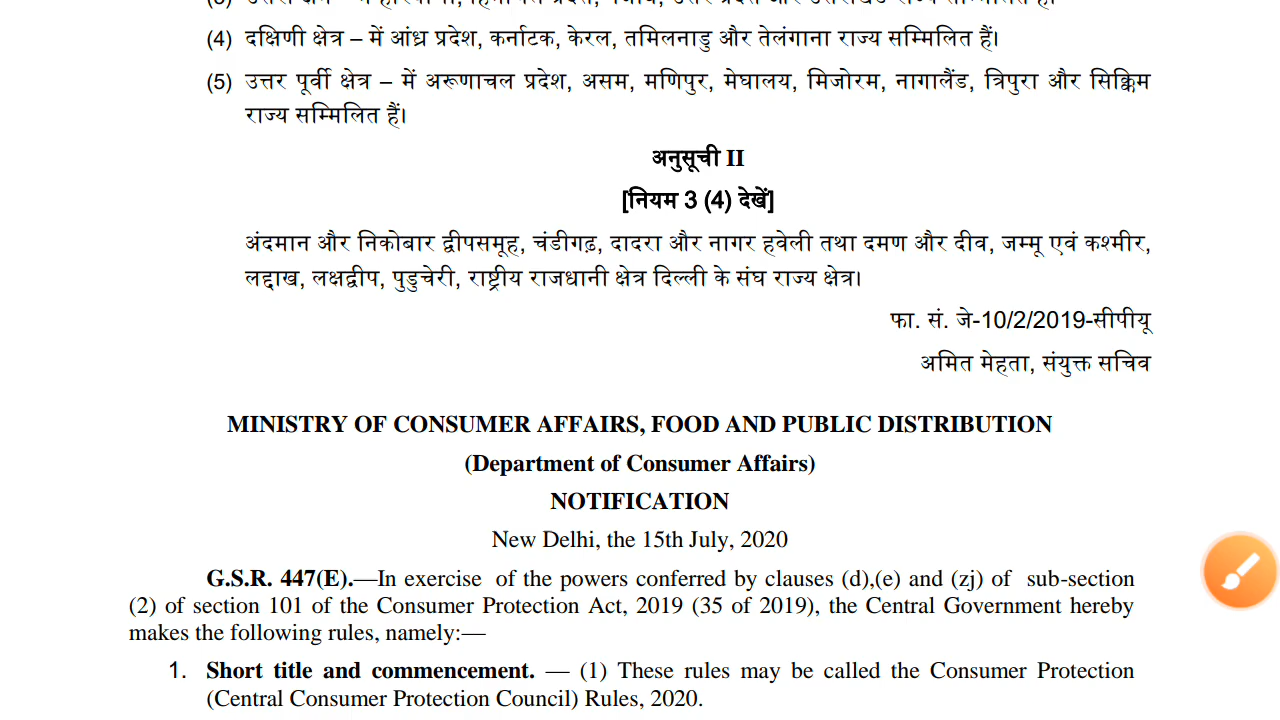 (4) दक्षिणी क्षेत्र – में आंध्र प्रदेश, कर्नाटक, केरल, तमिलनाडु और तेलंगाना राज्य सम्मिलित हैं।
(5) उत्तर पूर्वी क्षेत्र – में अरूणाचल प्रदेश, असम, मणिपुर, मेघालय, मिजोरम, नागालैंड, त्रिपुरा और सिक्किम
राज्य सम्मिलित हैं।
अनुसूची II
[नियम 3 (4) देखें]
अंदमान और निकोबार द्वीपसमूह, चंडीगढ़, दादरा और नागर हवेली तथा दमण और दीव, जम्मू एवं कश्मीर,
लद्दाख, लक्षद्वीप, पुडुचेरी, राष्ट्रीय राजधानी क्षेत्र दिल्ली के संघ राज्य क्षेत्र।
फा. सं. जे-10/2/2019-सीपीयू
अमित मेहता, संयुक्त सचिव
MINISTRY OF CONSUMER AFFAIRS, FOOD AND PUBLIC DISTRIBUTION
(Department of Consumer Affairs)
NOTIFICATION
New Delhi, the 15th July, 2020
G.S.R. 447(E).—In exercise of the powers conferred by clauses (d),(e) and (zj) of sub-section
(2) of section 101 of the Consumer Protection Act, 2019 (35 of 2019), the Central Government hereby
makes the following rules, namely:—
1. Short title and commencement. — (1) These rules may be called the Consumer Protection
(Central Consumer Protection Council) Rules, 2020.